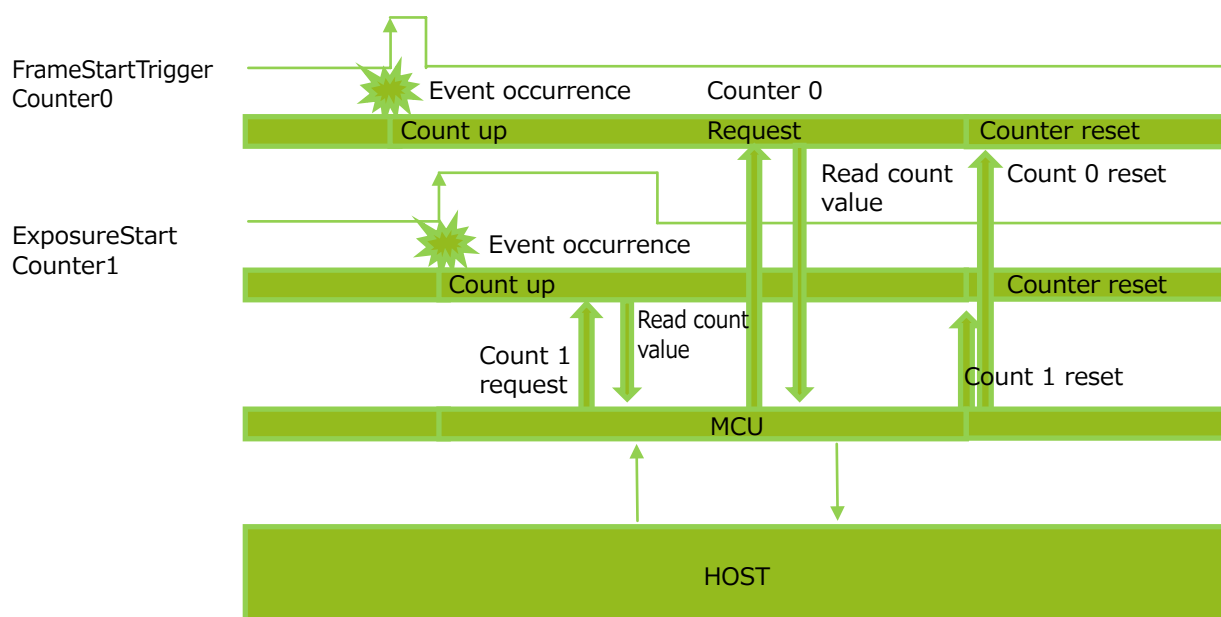 FrameStartTrigger
Counter0
Event occurrence
Counter 0
Count up
Request
Counter reset
Read count
value
Count 0 reset
ExposureStart
Counter1
Event occurrence
Count up
Counter reset
Read count
value
Count 1
request
Count 1 reset
MCU
HOST